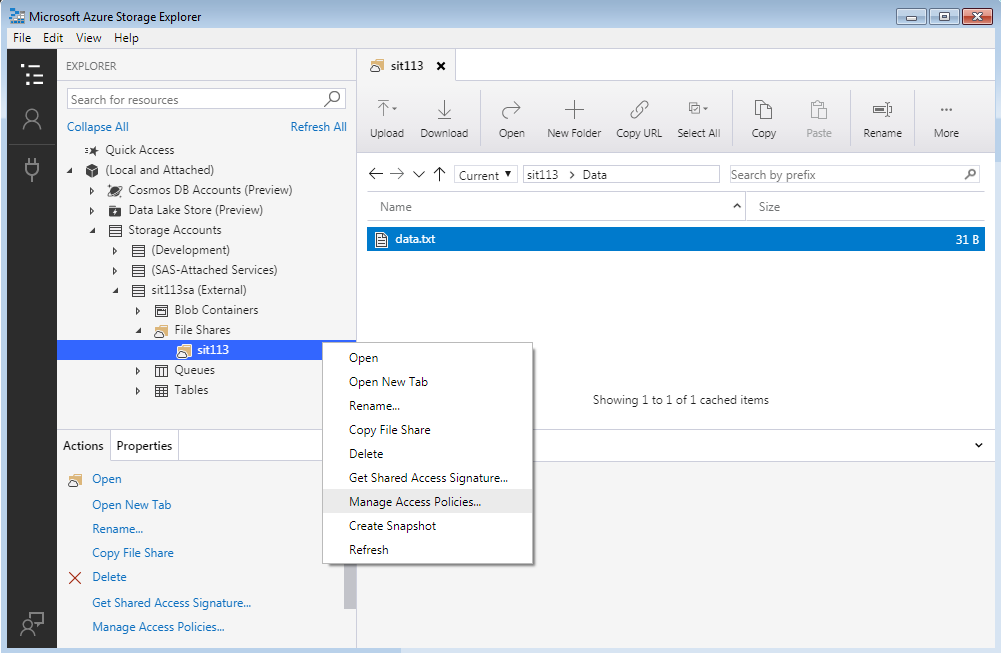 Microsoft Azure Storage Explorer
File Edit View Help
EXPLORER
Search for resources
Collapse All Refresh All
Quick Access
(Local and Attached)
Cosmos DB Accounts (Preview)
Data Lake Store (Preview)
Storage Accounts
(Development)
(SAS-Attached Services)
sit113sa (External)
Blob Containers
File Shares
sit113
Queues
Tables
Actions Properties
Open
Open New Tab
Rename...
Copy File Share
Delete
Get Shared Access Signature...
Manage Access Policies...
sit113
Upload Download Open New Folder Copy URL Select All Copy Paste Rename More
Current sit113 Data Search by prefix
Name Size
data.txt 31 B
Showing 1 to 1 of 1 cached items
Open
Open New Tab
Rename...
Copy File Share
Delete
Get Shared Access Signature...
Manage Access Policies...
Create Snapshot
Refresh